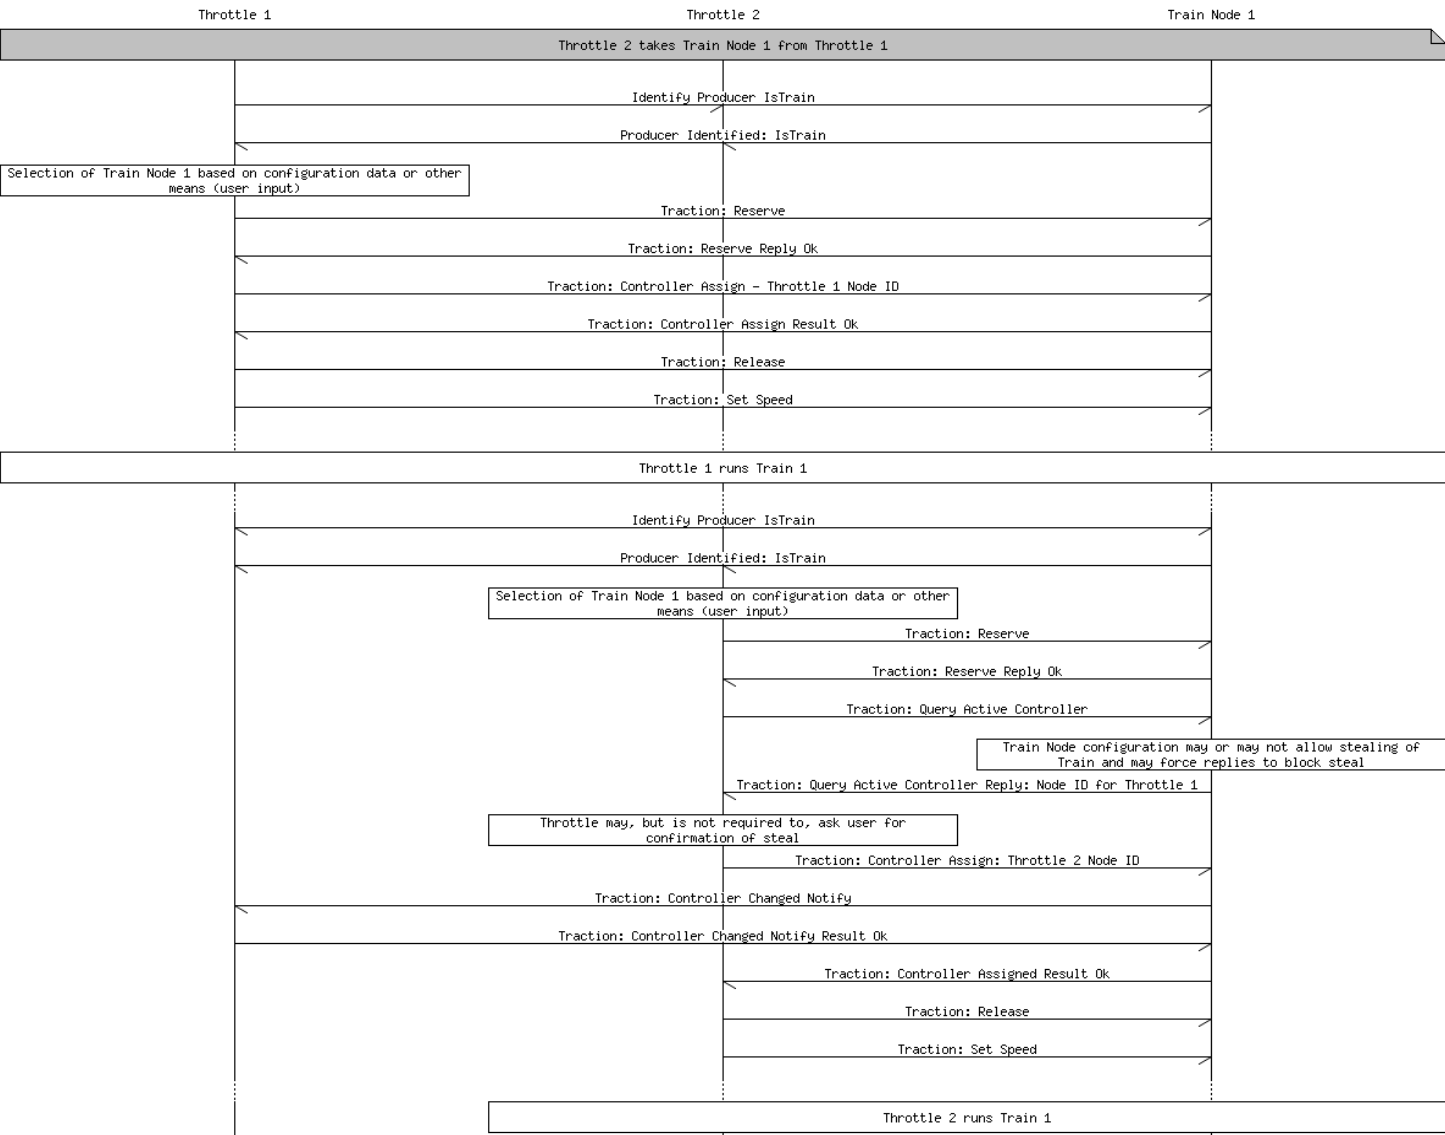 Throttle 1
Throttle 2
Train Node 1
Throttle 2 takes Train Node 1 from Throttle 1
Identify Producer IsTrain
Producer Identified: IsTrain
Selection of Train Node 1 based on configuration data or other
means (user input)
Traction: Reserve
Traction: Reserve Reply Ok
Traction: Controller Assign - Throttle 1 Node ID
Traction: Controller Assign Result Ok
Traction: Release
Traction: Set Speed
Throttle 1 runs Train 1
Identify Producer IsTrain
Producer Identified: IsTrain
Selection of Train Node 1 based on configuration data or other
means (user input)
Traction: Reserve
Traction: Reserve Reply Ok
Traction: Query Active Controller
Train Node configuration may or may not allow stealing of
Train and may force replies to block steal
Traction: Query Active Controller Reply: Node ID for Throttle 1
Throttle may, but is not required to, ask user for
confirmation of steal
Traction: Controller Assign: Throttle 2 Node ID
Traction: Controller Changed Notify
Traction: Controller Changed Notify Result Ok
Traction: Controller Assigned Result Ok
Traction: Release
Traction: Set Speed
Throttle 2 runs Train 1